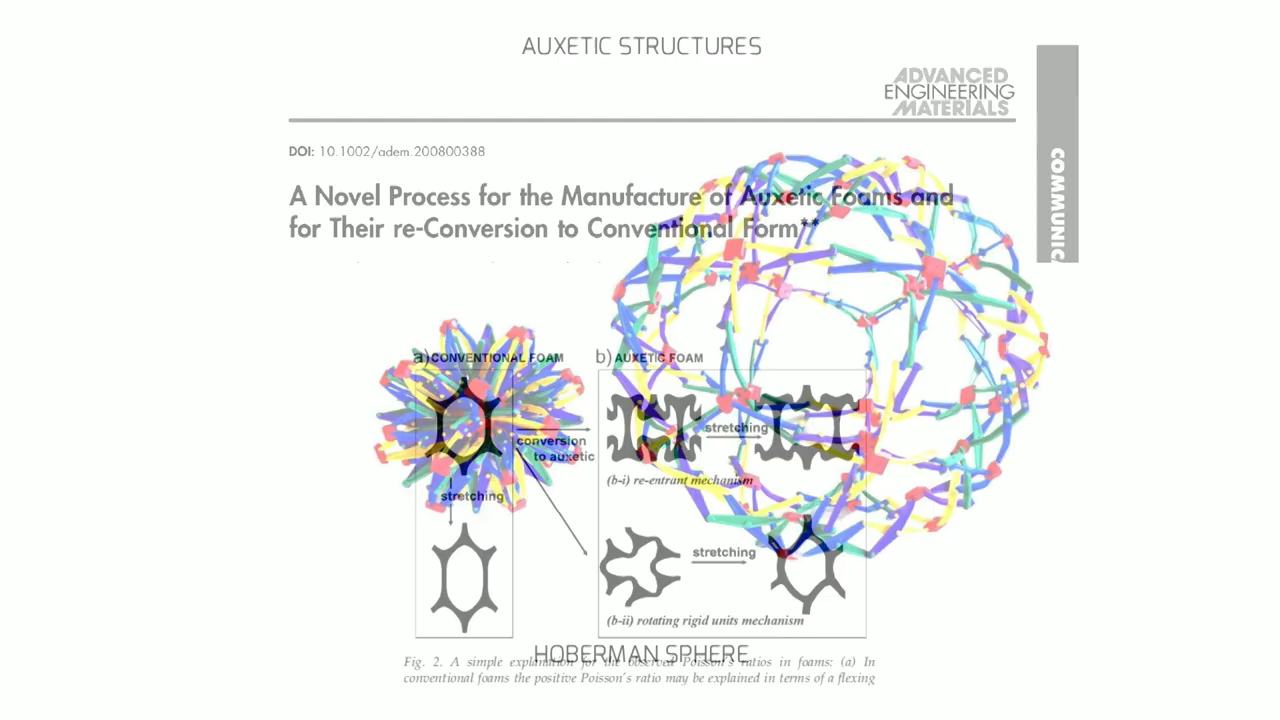 AUXETIC STRUCTURES
ADVANCED
ENGINEERING
MATERIALS
COMMUNIC
DOI: 10.1002/adem.200800388
A Novel Process for the Manufacture of Auxetic Foams and
for Their re-Conversion to Conventional Form**
a) CONVENTIONAL FOAM
b) AUXETIC FOAM
stretching
conversion
to auxetic
(b-i) re-entrant mechanism
stretching
stretching
(b-ii) rotating rigid units mechanism
HOBERMAN SPHERE
Fig. 2. A simple explanation for the observed Poisson's ratios in foams: (a) In
conventional foams the positive Poisson's ratio may be explained in terms of a flexing